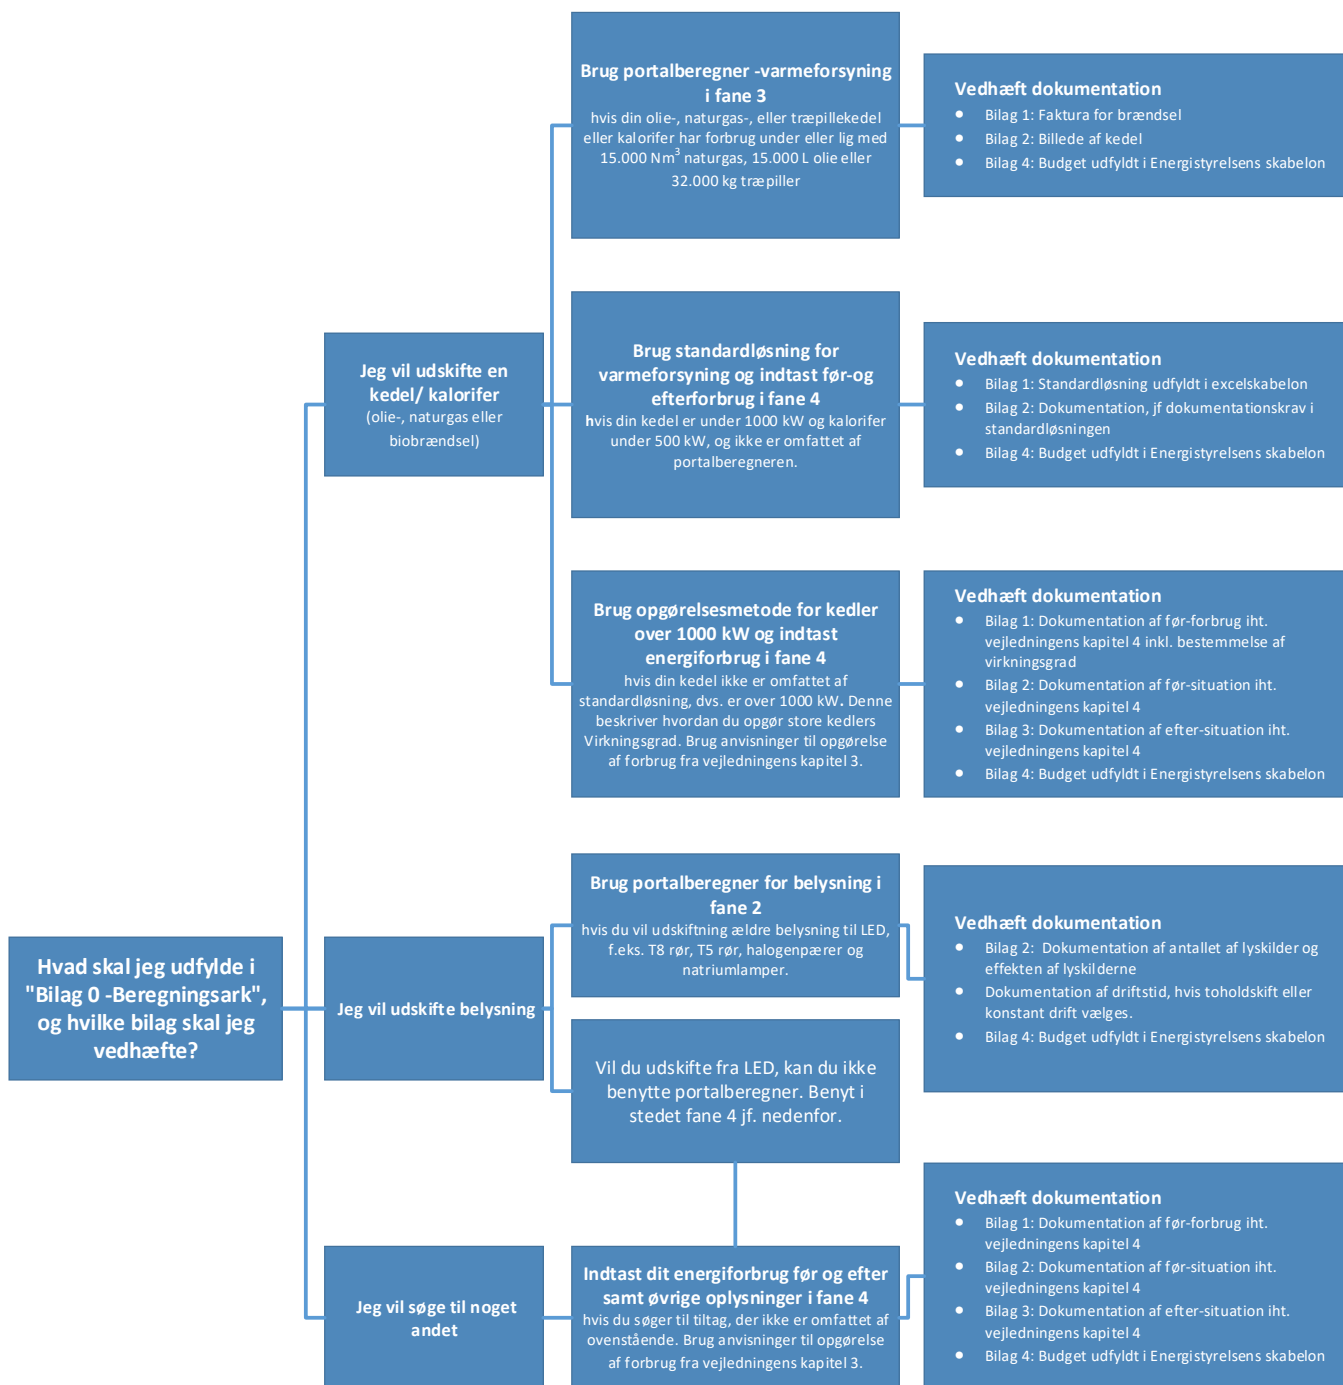 Hvad skal jeg udfylde i
"Bilag 0 -Beregningsark",
og hvilke bilag skal jeg
vedhæfte?
Jeg vil udskifte en
kedel/ kalorifer
(olie-, naturgas eller
biobrændsel)
Brug portalberegner -varmeforsyning
i fane 3
hvis din olie-, naturgas-, eller træpillekedel
eller kalorifer har forbrug under eller lig med
15.000 Nm³ naturgas, 15.000 L olie eller
32.000 kg træpiller
Vedhæft dokumentation
• Bilag 1: Faktura for brændsel
• Bilag 2: Billede af kedel
• Bilag 4: Budget udfyldt i Energistyrelsens skabelon
Brug standardløsning for
varmeforsyning og indtast før-og
efterforbrug i fane 4
hvis din kedel er under 1000 kW og kalorifer
under 500 kW, og ikke er omfattet af
portalberegneren.
Vedhæft dokumentation
• Bilag 1: Standardløsning udfyldt i excelskabelon
• Bilag 2: Dokumentation, jf dokumentationskrav i
standardløsningen
• Bilag 4: Budget udfyldt i Energistyrelsens skabelon
Brug opgørelsesmetode for kedler
over 1000 kW og indtast
energiforbrug i fane 4
hvis din kedel ikke er omfattet af
standardløsning, dvs. er over 1000 kW. Denne
beskriver hvordan du opgør store kedlers
Virkningsgrad. Brug anvisninger til opgørelse
af forbrug fra vejledningens kapitel 3.
Vedhæft dokumentation
• Bilag 1: Dokumentation af før-forbrug iht.
vejledningens kapitel 4 inkl. bestemmelse af
virkningsgrad
• Bilag 2: Dokumentation af før-situation iht.
vejledningens kapitel 4
• Bilag 3: Dokumentation af efter-situation iht.
vejledningens kapitel 4
• Bilag 4: Budget udfyldt i Energistyrelsens skabelon
Jeg vil udskifte belysning
Brug portalberegner for belysning i
fane 2
hvis du vil udskiftning ældre belysning til LED,
f.eks. T8 rør, T5 rør, halogenpærer og
natriumlamper.
Vedhæft dokumentation
• Bilag 2: Dokumentation af antallet af lyskilder og
effekten af lyskilderne
• Dokumentation af driftstid, hvis toholdskift eller
konstant drift vælges.
• Bilag 4: Budget udfyldt i Energistyrelsens skabelon
Vil du udskifte fra LED, kan du ikke
benytte portalberegner. Benyt i
stedet fane 4 jf. nedenfor.
Jeg vil søge til noget
andet
Indtast dit energiforbrug før og efter
samt øvrige oplysninger i fane 4
hvis du søger til tiltag, der ikke er omfattet af
ovenstående. Brug anvisninger til opgørelse
af forbrug fra vejledningens kapitel 3.
Vedhæft dokumentation
• Bilag 1: Dokumentation af før-forbrug iht.
vejledningens kapitel 4
• Bilag 2: Dokumentation af før-situation iht.
vejledningens kapitel 4
• Bilag 3: Dokumentation af efter-situation iht.
vejledningens kapitel 4
• Bilag 4: Budget udfyldt i Energistyrelsens skabelon